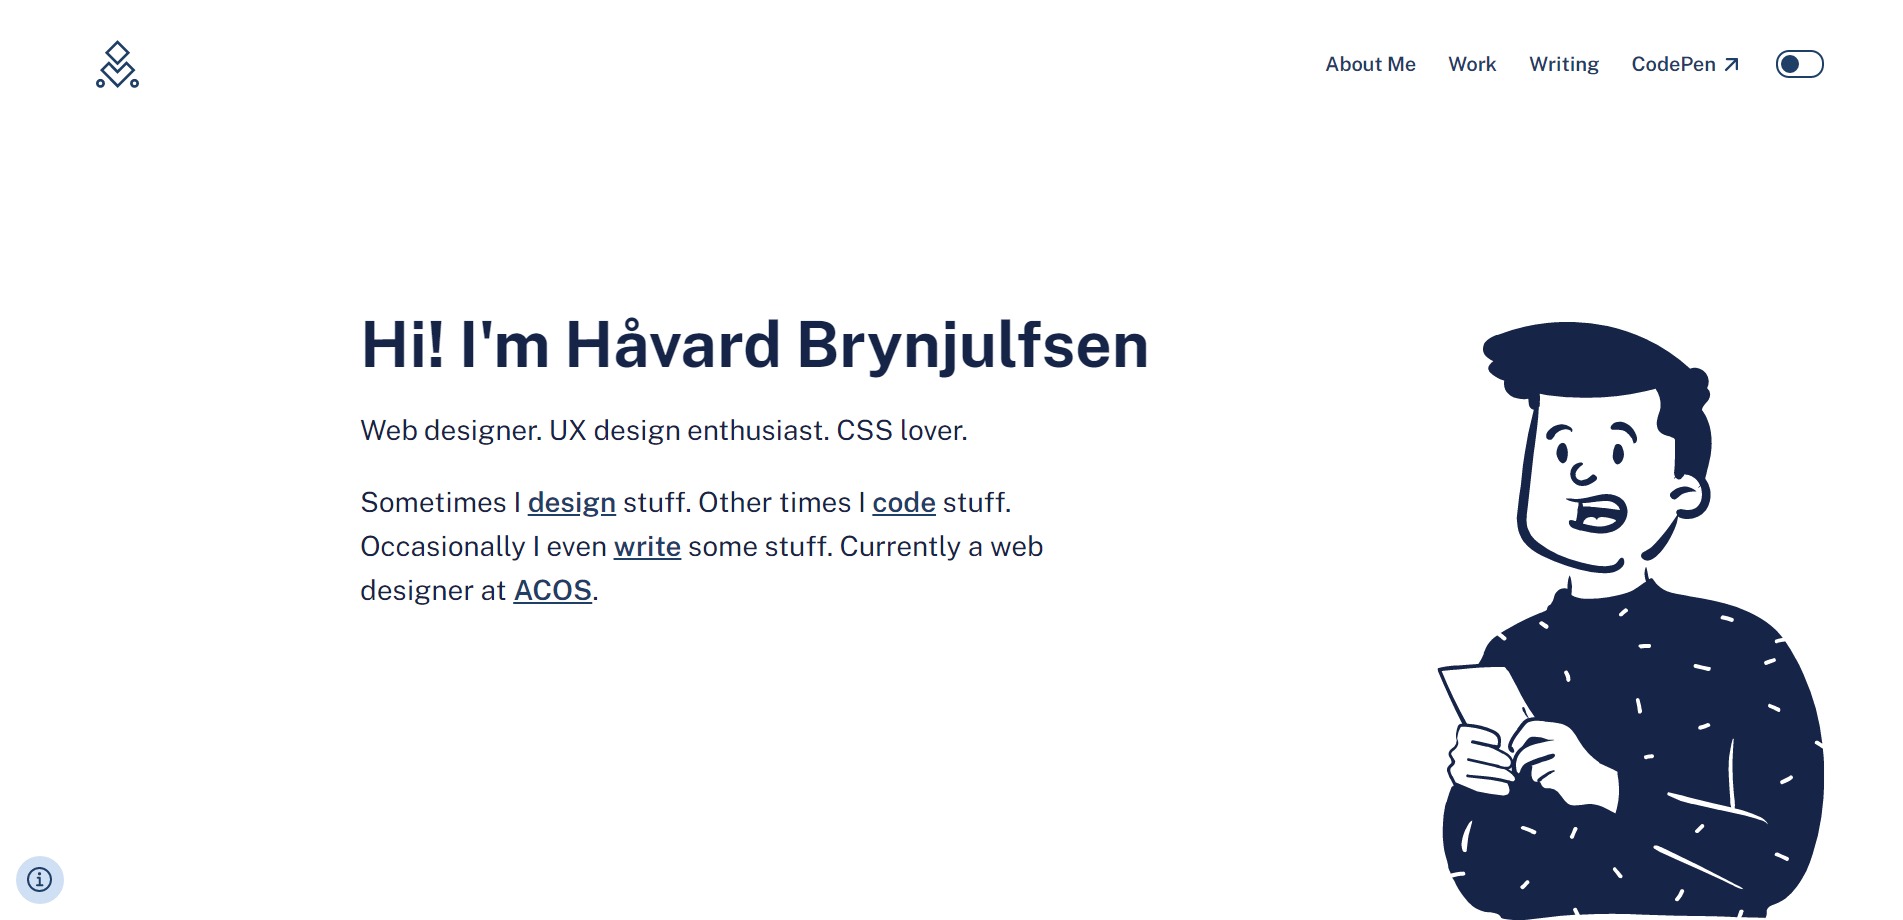 About Me Work Writing CodePen
Hi! I'm Håvard Brynjulfsen
Web designer. UX design enthusiast. CSS lover.
Sometimes I design stuff. Other times I code stuff.
Occasionally I even write some stuff. Currently a web
designer at ACOS.